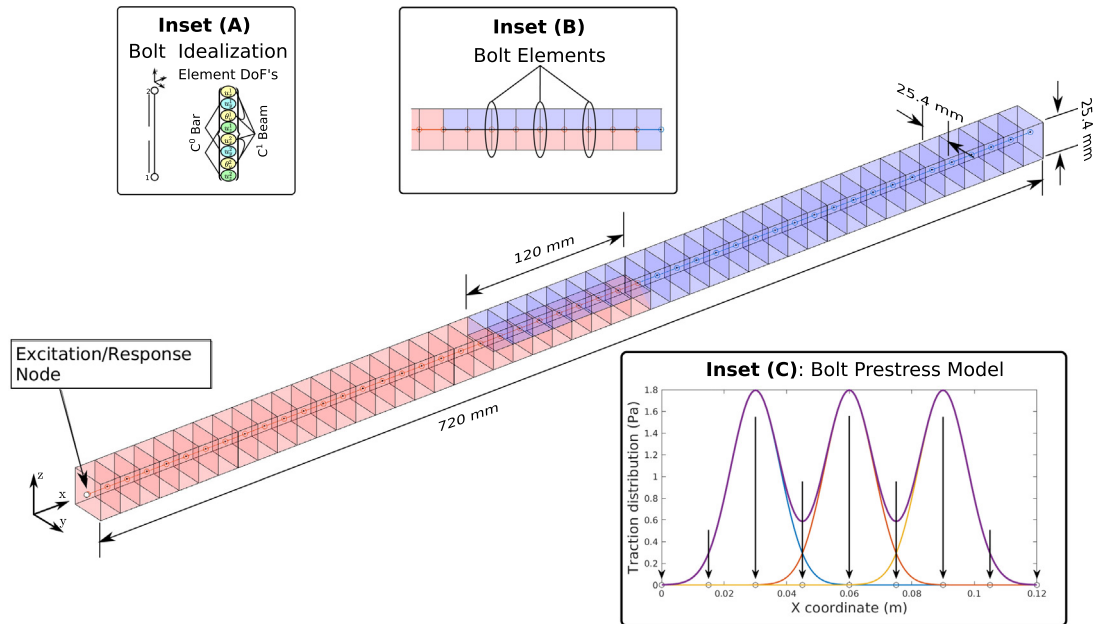 Inset (A)
Bolt Idealization
Element DoF's
2
1
C⁰ Bar
C¹ Beam
Inset (B)
Bolt Elements
25.4 mm
25.4 mm
120 mm
720 mm
Excitation/Response
Node
z
x
y
Inset (C): Bolt Prestress Model
Traction distribution (Pa)
1.8
1.6
1.4
1.2
1
0.8
0.6
0.4
0.2
0
0 0.02 0.04 0.06 0.08 0.1 0.12
X coordinate (m)